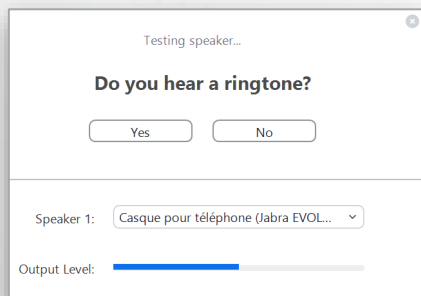 Testing speaker...
Do you hear a ringtone?
Yes No
Speaker 1: Casque pour téléphone (Jabra EVOL...
Output Level: